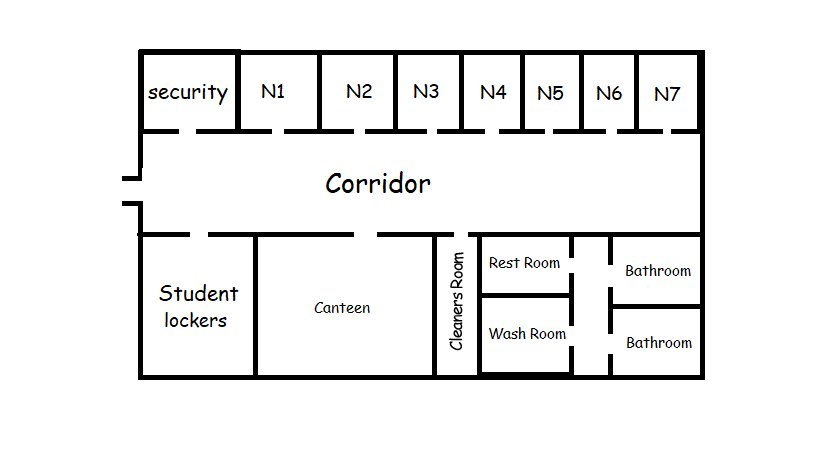 security
N1
N2
N3
N4
N5
N6
N7
Corridor
Student
lockers
Canteen
Cleaners Room
Rest Room
Wash Room
Bathroom
Bathroom